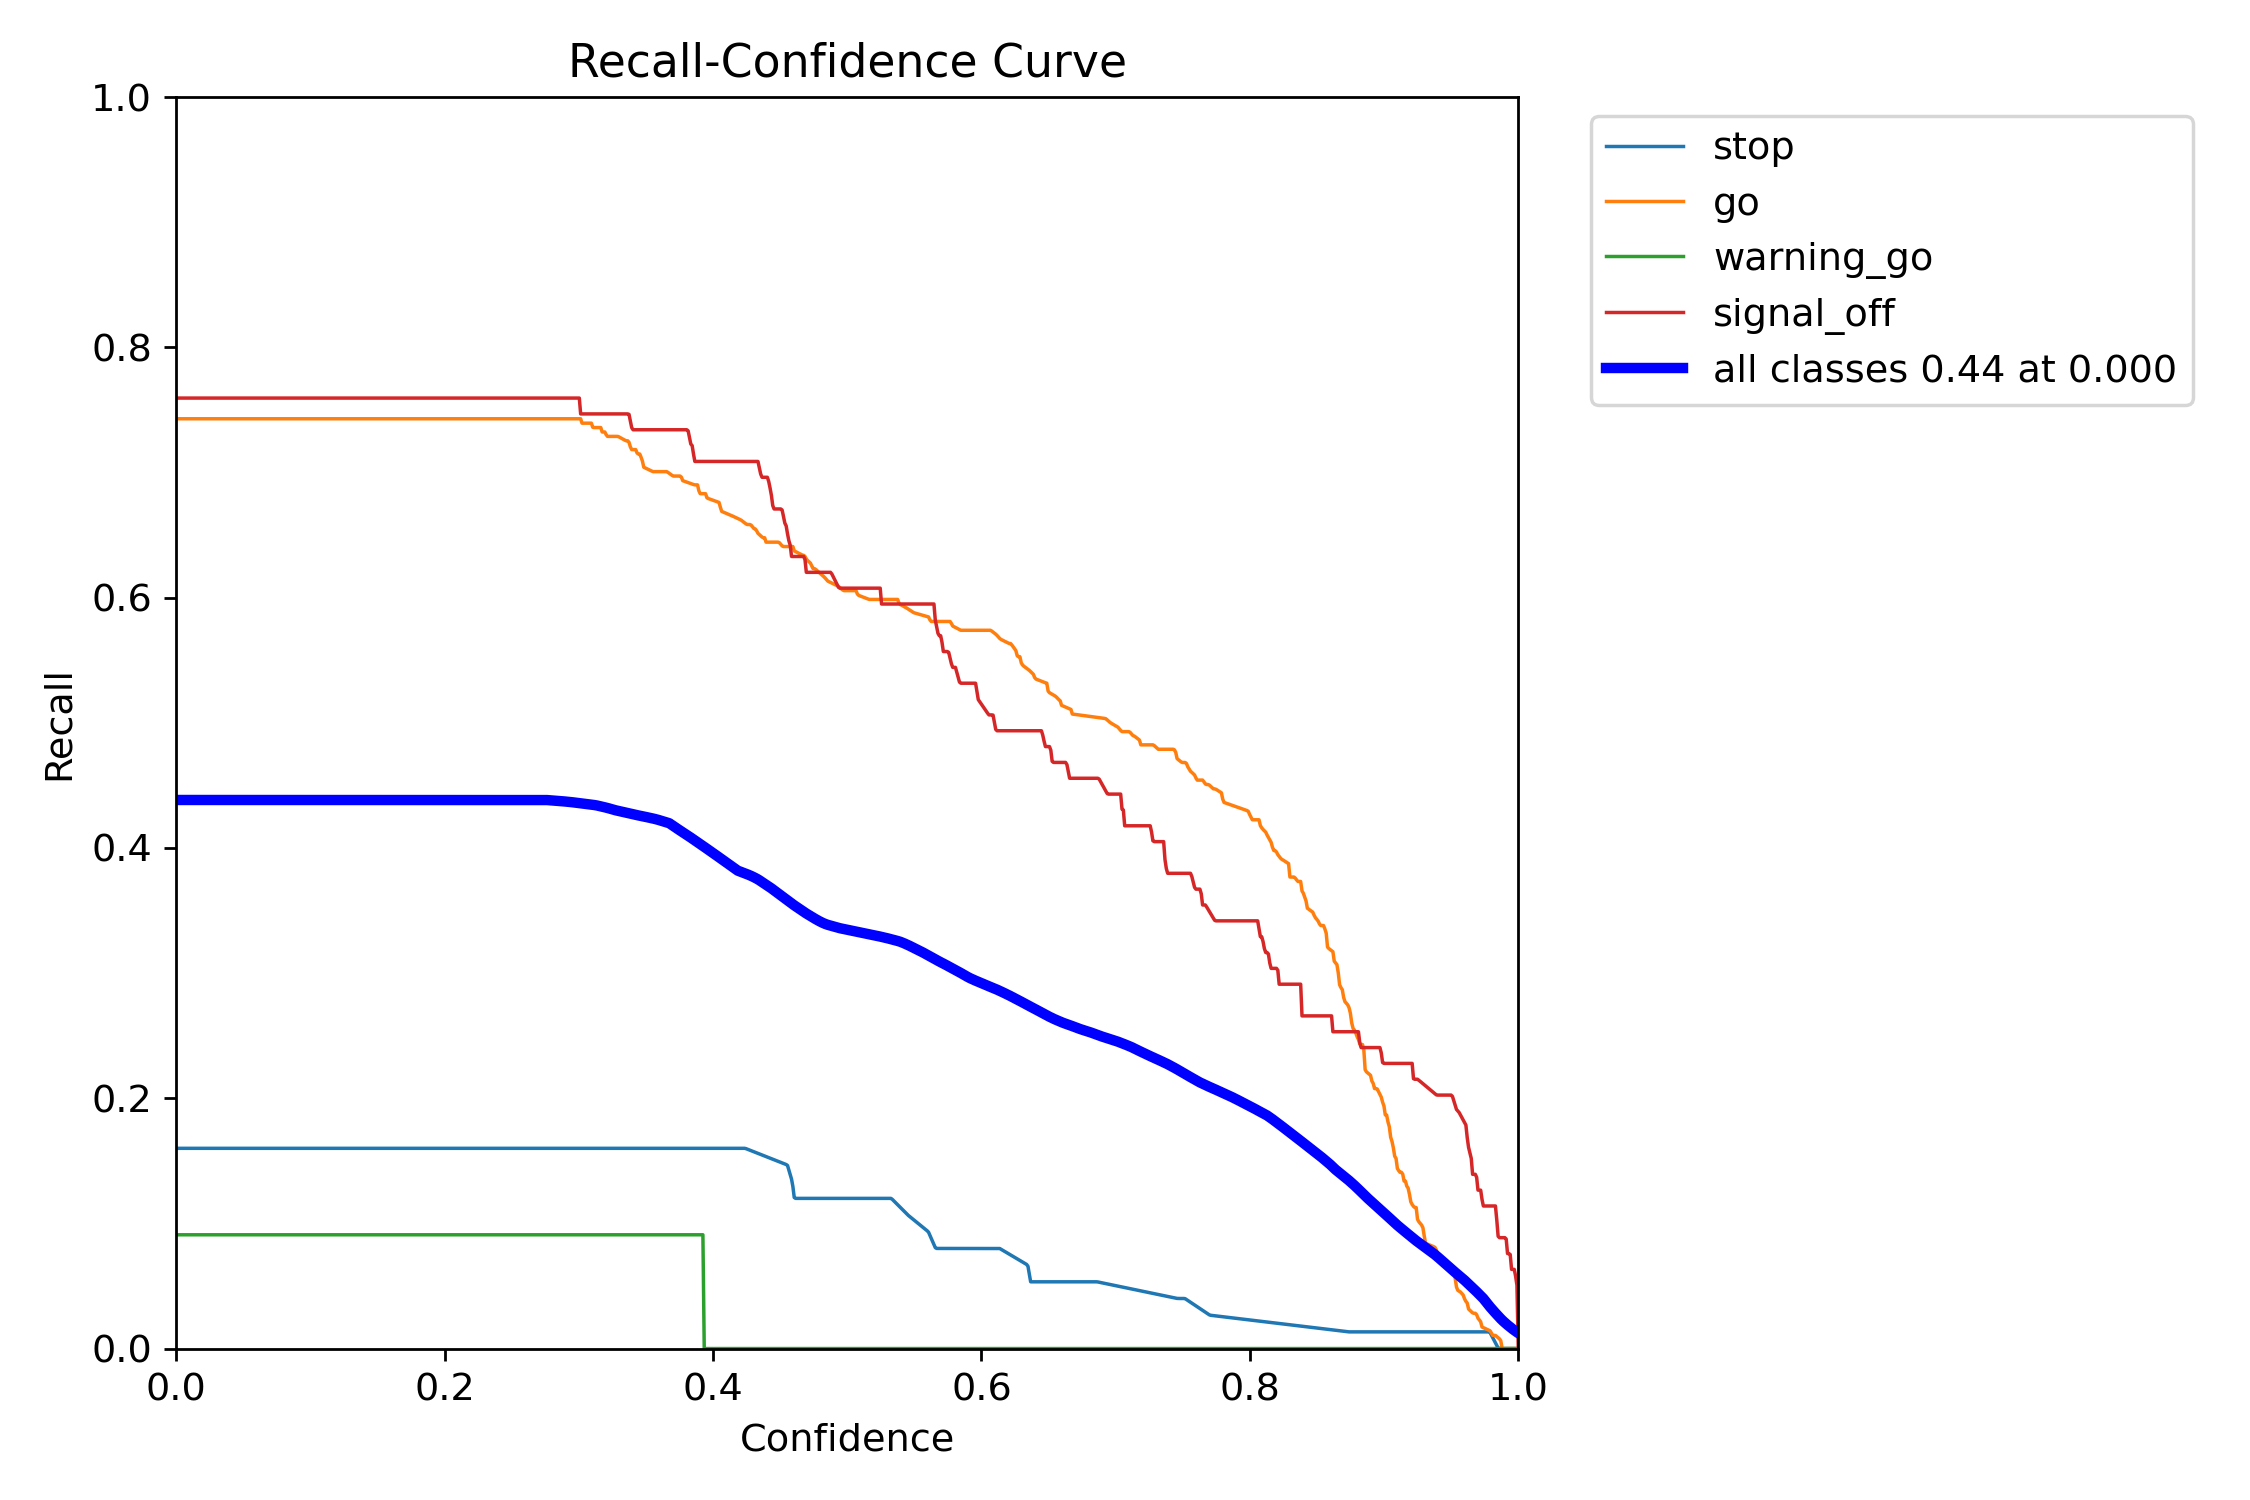 Recall-Confidence Curve
1.0
0.8
0.6
0.4
0.2
0.0
Recall
0.0 0.2 0.4 0.6 0.8 1.0
Confidence
stop
go
warning_go
signal_off
all classes 0.44 at 0.000